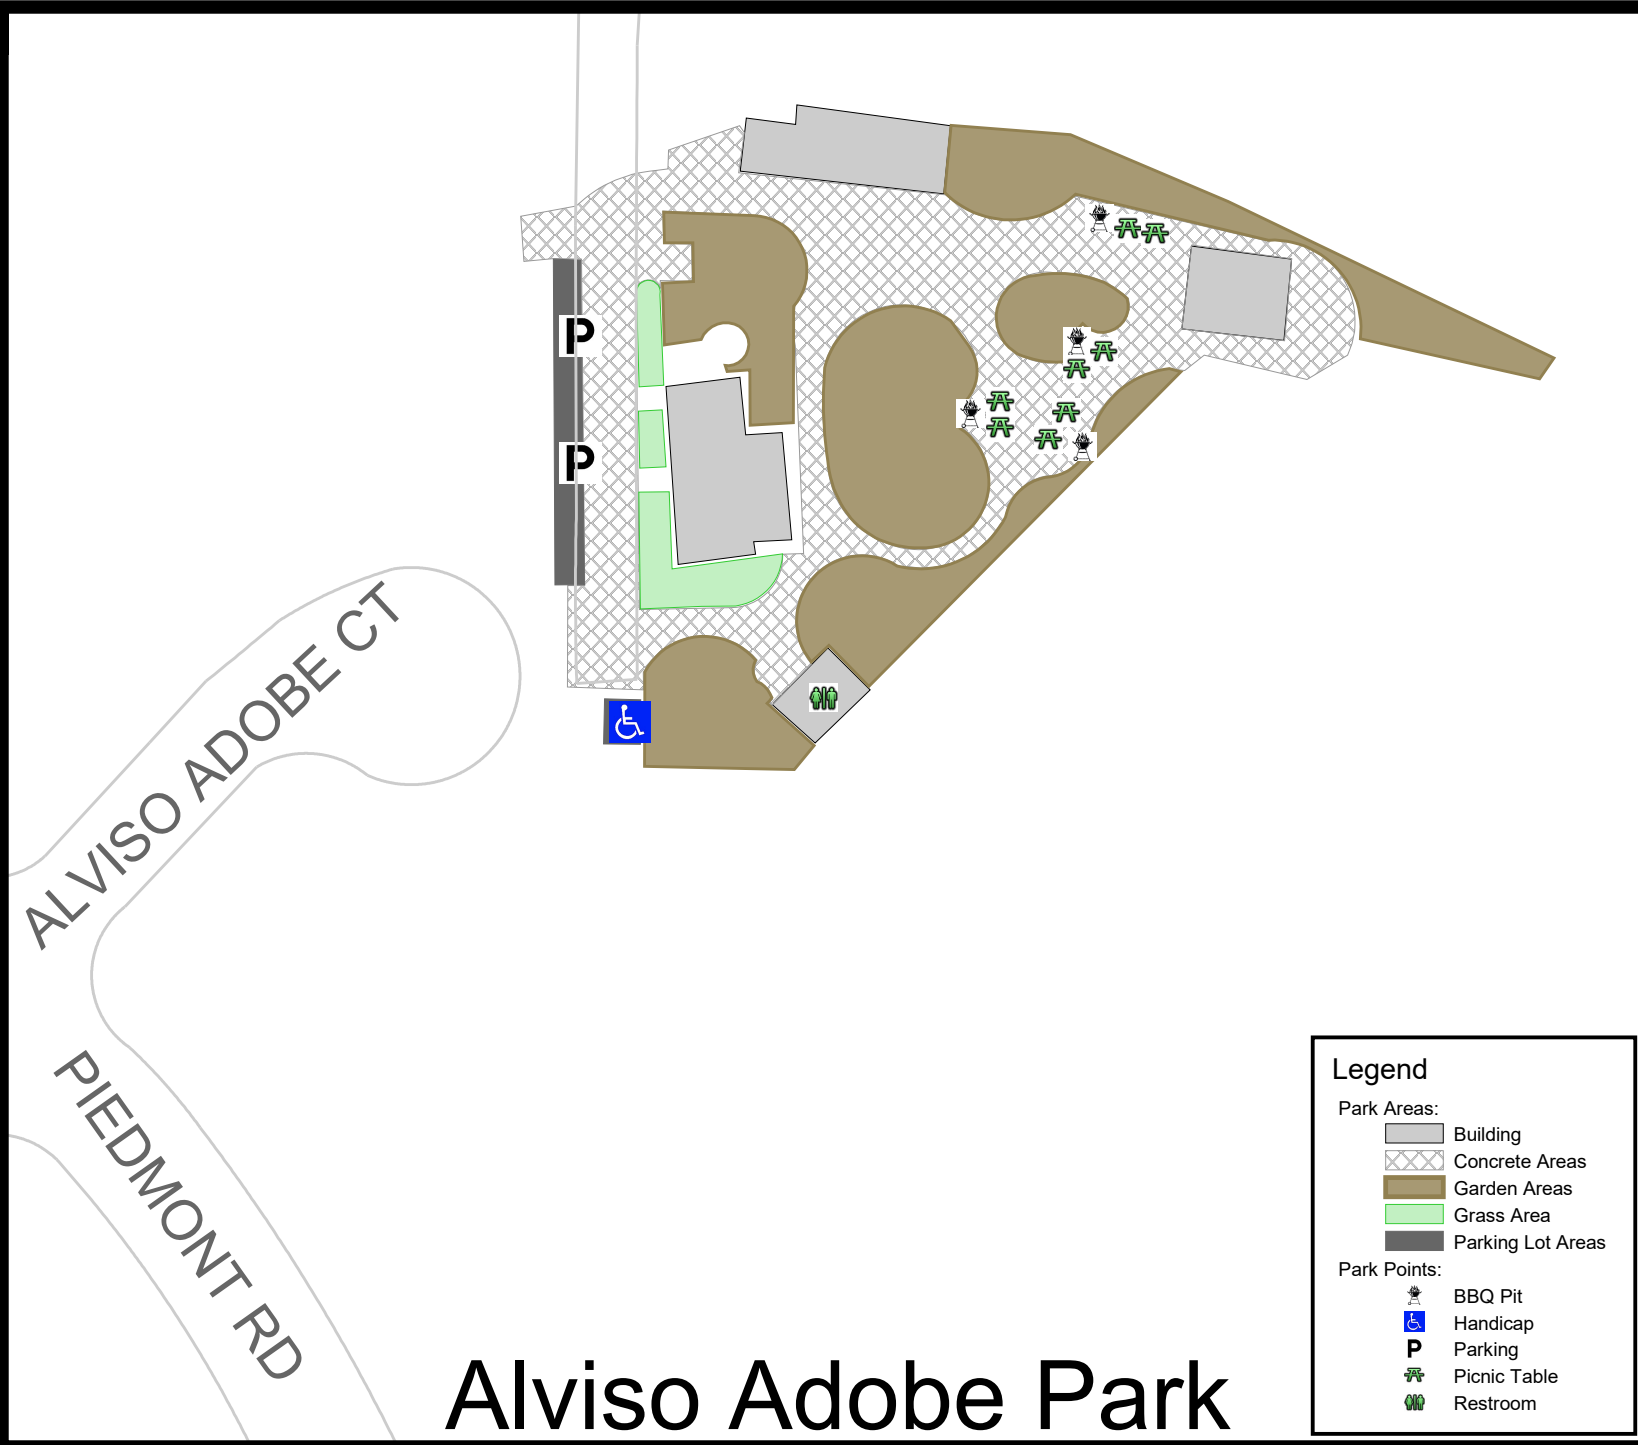 P
P
ALVISO ADOBE CT
PIEDMONT RD
Alviso Adobe Park
Legend
Park Areas:
Building
Concrete Areas
Garden Areas
Grass Area
Parking Lot Areas
Park Points:
BBQ Pit
Handicap
P Parking
Picnic Table
Restroom